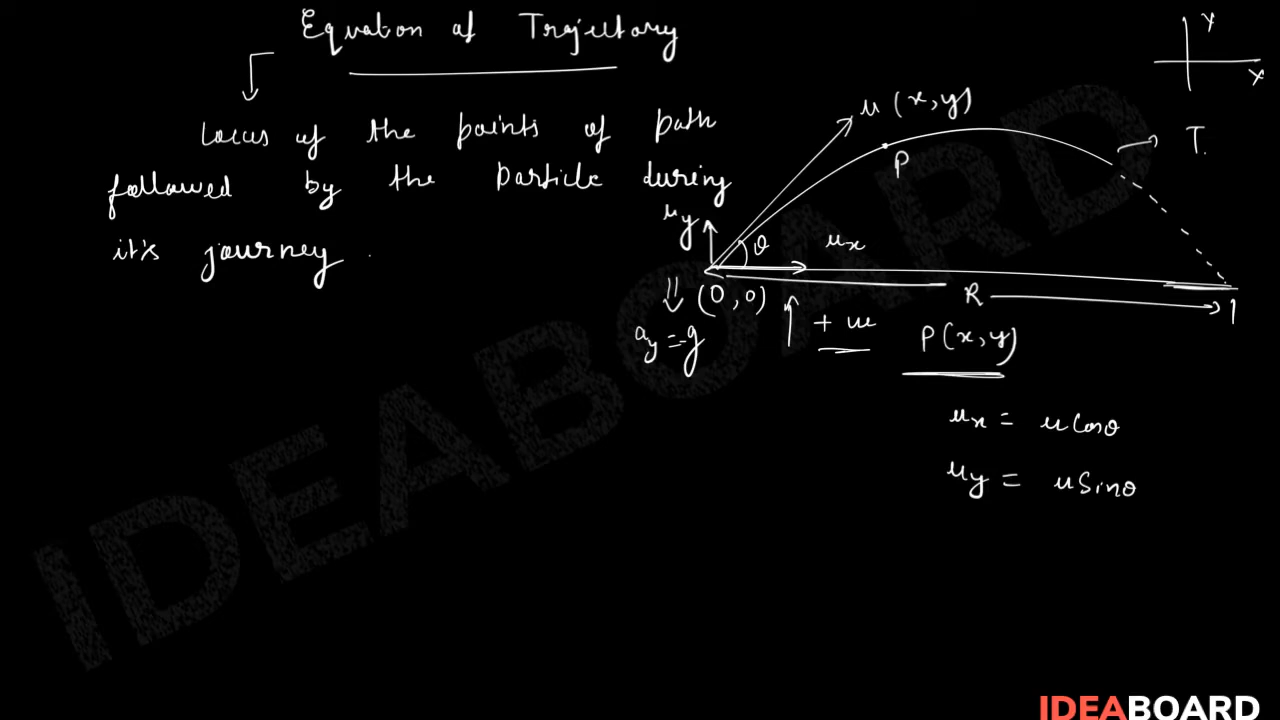 Equation of Trajectory
Locus of the points of path
followed by the particle during
it's journey.
Y
X
u (x,y)
P
T.
uy
θ
ux
(0,0)
R
ay = -g
+ ve
P(x,y)
ux = u Cosθ
uy = u Sinθ
IDEABOARD
IDEABOARD